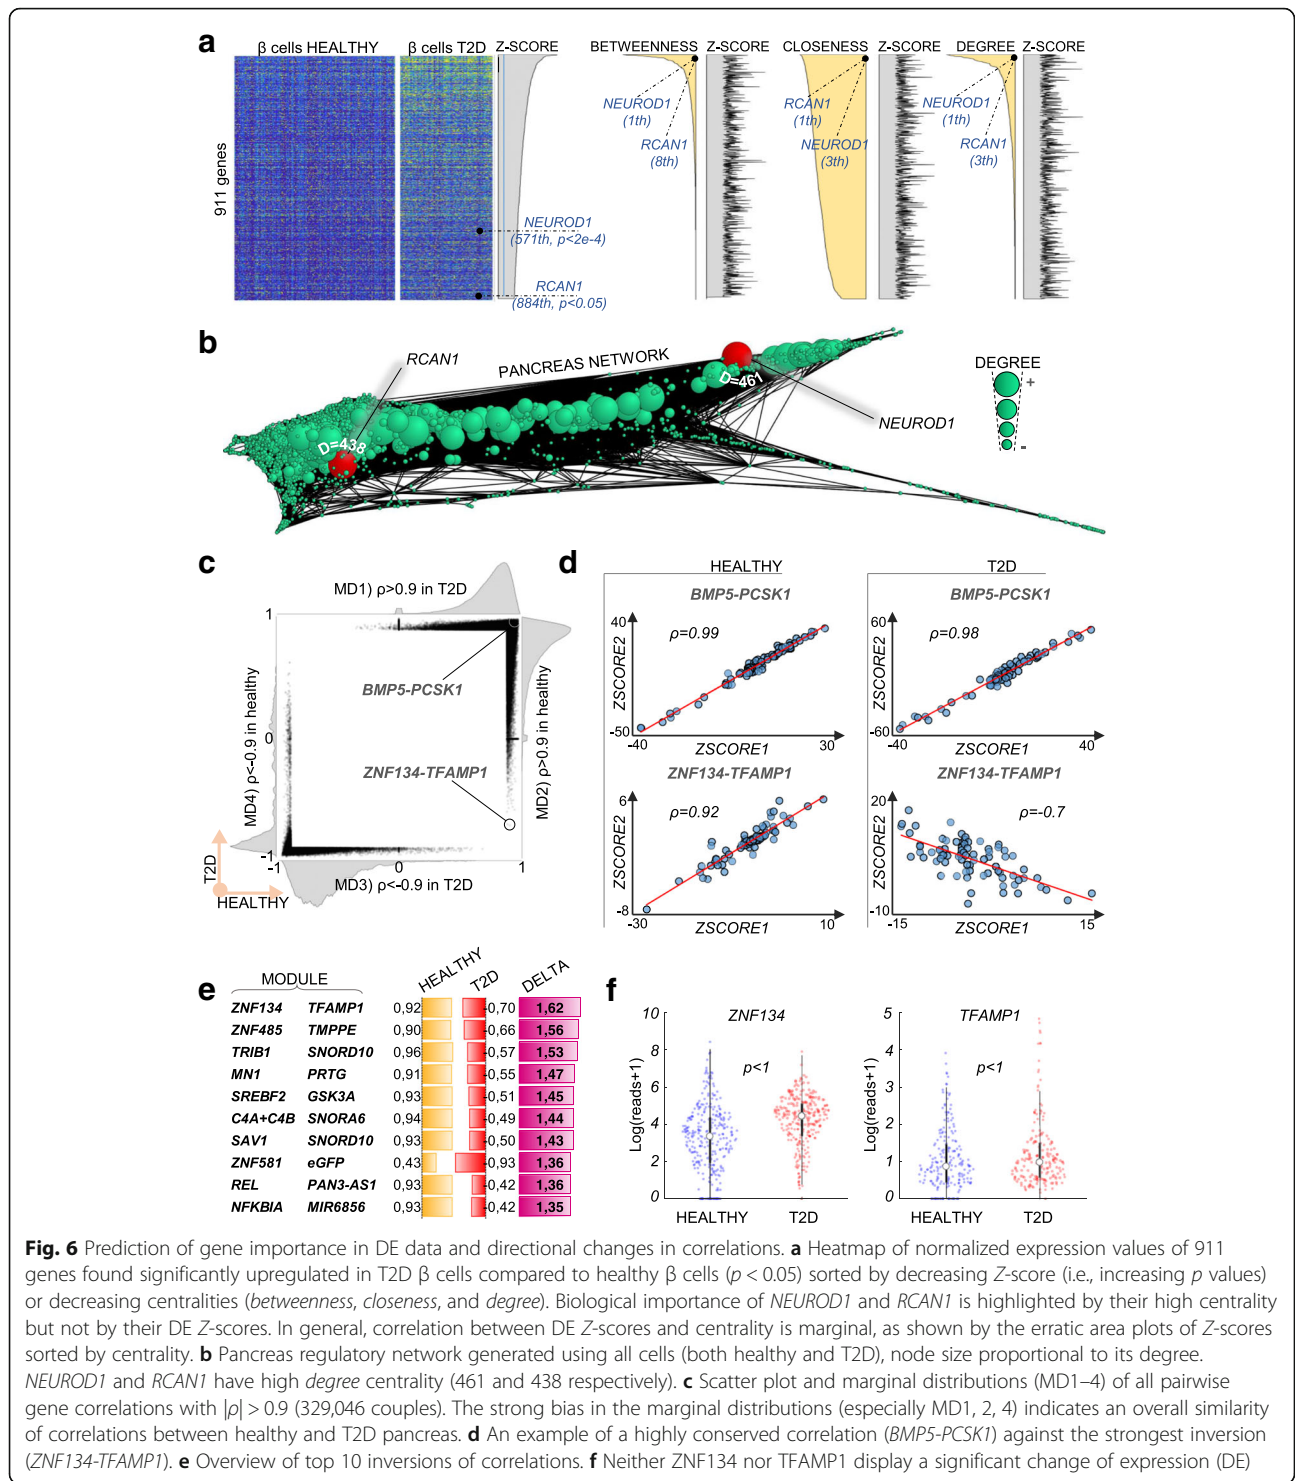 a
β cells HEALTHY
β cells T2D
Z-SCORE
BETWEENNESS
Z-SCORE
CLOSENESS
Z-SCORE
DEGREE
Z-SCORE
911 genes
NEUROD1
(571th, p<2e-4)
RCAN1
(884th, p<0.05)
NEUROD1
(1th)
RCAN1
(8th)
RCAN1
(1th)
NEUROD1
(3th)
NEUROD1
(1th)
RCAN1
(3th)
b
RCAN1
PANCREAS NETWORK
D=461
D=438
NEUROD1
DEGREE
+
-
c
MD1) ρ>0.9 in T2D
1
0
-1
MD4) ρ<-0.9 in healthy
MD2) ρ>0.9 in healthy
BMP5-PCSK1
ZNF134-TFAMP1
0
1
MD3) ρ<-0.9 in T2D
T2D
HEALTHY
d
HEALTHY
T2D
BMP5-PCSK1
40
ρ=0.99
ZSCORE2
-50
-40
30
ZSCORE1
BMP5-PCSK1
60
ρ=0.98
ZSCORE2
-60
-40
40
ZSCORE1
ZNF134-TFAMP1
6
ρ=0.92
ZSCORE2
-8
-30
10
ZSCORE1
ZNF134-TFAMP1
20
ρ=-0.7
ZSCORE2
-10
-15
15
ZSCORE1
e
MODULE HEALTHY T2D DELTA
ZNF134 TFAMP1 0,92 -0,70 1,62
ZNF485 TMPPE 0,90 -0,66 1,56
TRIB1 SNORD10 0,96 -0,57 1,53
MN1 PRTG 0,91 -0,55 1,47
SREBF2 GSK3A 0,93 -0,51 1,45
C4A+C4B SNORA6 0,94 -0,49 1,44
SAV1 SNORD10 0,93 -0,50 1,43
ZNF581 eGFP 0,43 -0,93 1,36
REL PAN3-AS1 0,93 -0,42 1,36
NFKBIA MIR6856 0,93 -0,42 1,35
f
ZNF134
p<1
Log(reads+1)
10
8
6
4
2
0
HEALTHY
T2D
TFAMP1
p<1
Log(reads+1)
5
4
3
2
1
0
HEALTHY
T2D
Fig. 6 Prediction of gene importance in DE data and directional changes in correlations. a Heatmap of normalized expression values of 911
genes found significantly upregulated in T2D β cells compared to healthy β cells (p < 0.05) sorted by decreasing Z-score (i.e., increasing p values)
or decreasing centralities (betweenness, closeness, and degree). Biological importance of NEUROD1 and RCAN1 is highlighted by their high centrality
but not by their DE Z-scores. In general, correlation between DE Z-scores and centrality is marginal, as shown by the erratic area plots of Z-scores
sorted by centrality. b Pancreas regulatory network generated using all cells (both healthy and T2D), node size proportional to its degree.
NEUROD1 and RCAN1 have high degree centrality (461 and 438 respectively). c Scatter plot and marginal distributions (MD1–4) of all pairwise
gene correlations with |ρ| > 0.9 (329,046 couples). The strong bias in the marginal distributions (especially MD1, 2, 4) indicates an overall similarity
of correlations between healthy and T2D pancreas. d An example of a highly conserved correlation (BMP5-PCSK1) against the strongest inversion
(ZNF134-TFAMP1). e Overview of top 10 inversions of correlations. f Neither ZNF134 nor TFAMP1 display a significant change of expression (DE)